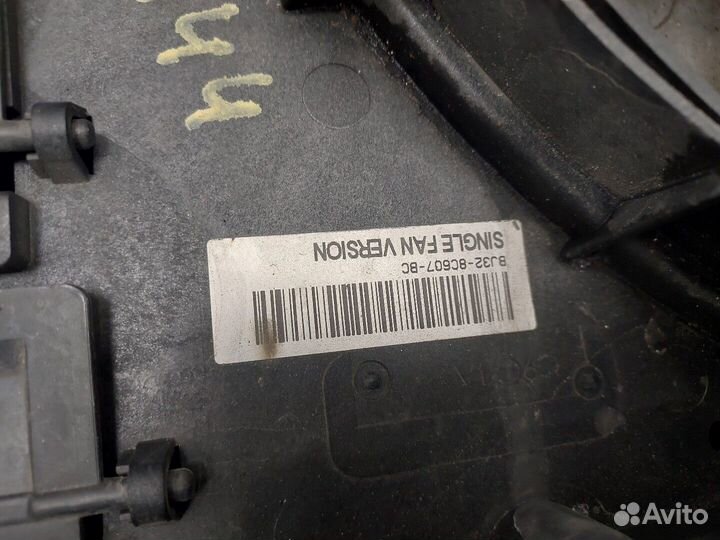 SINGLE FAN VERSION
BJ32-8C607-BC
Avito